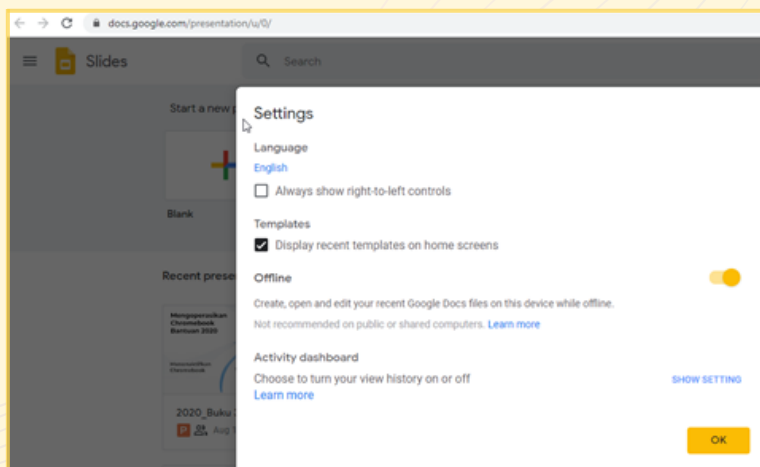 docs.google.com/presentation/u/0/
Slides
Search
Start a new
Settings
Language
English
Always show right-to-left controls
Blank
Templates
Display recent templates on home screens
Recent prese
Offline
Create, open and edit your recent Google Docs files on this device while offline.
Not recommended on public or shared computers. Learn more
Mengoperasikan
Chromebook
Bantuan 2020
Chromebook
Activity dashboard
Choose to turn your view history on or off
SHOW SETTING
Learn more
2020_Buku
P
Aug 1
OK